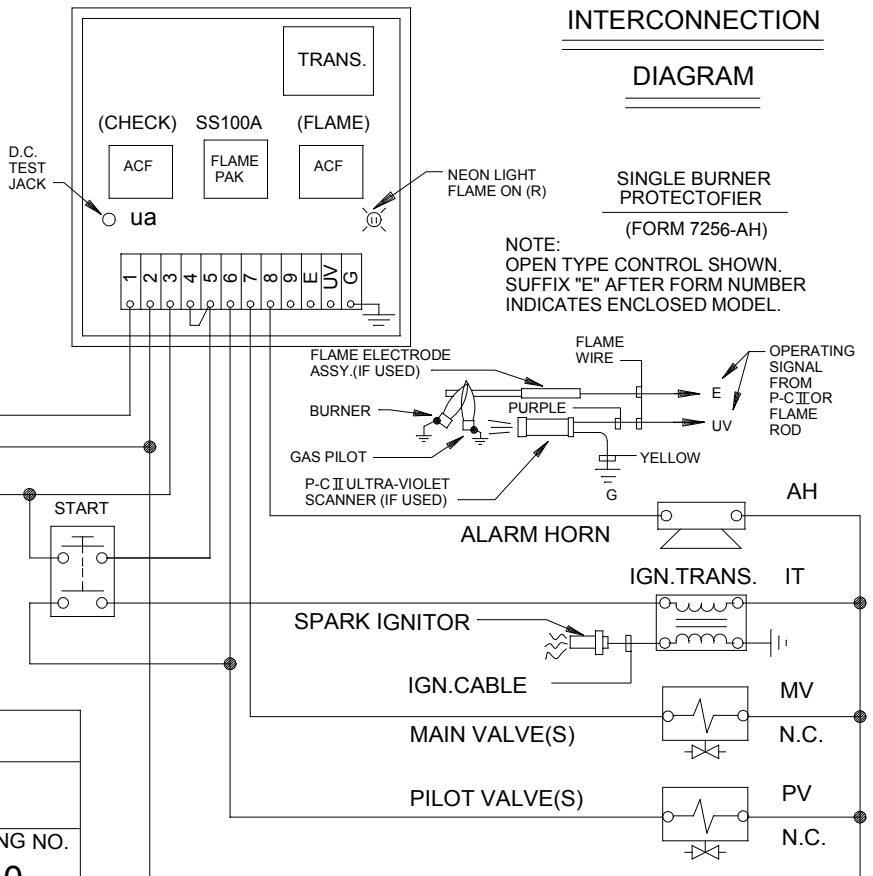 INTERCONNECTION
DIAGRAM
TRANS.
(CHECK) SS100A (FLAME)
ACF
FLAME
PAK
ACF
D.C.
TEST
JACK
ua
NEON LIGHT
FLAME ON (R)
SINGLE BURNER
PROTECTOFIER
(FORM 7256-AH)
NOTE:
OPEN TYPE CONTROL SHOWN.
SUFFIX "E" AFTER FORM NUMBER
INDICATES ENCLOSED MODEL.
1 2 3 4 5 6 7 8 9 E UV G
FLAME ELECTRODE
ASSY.(IF USED)
FLAME
WIRE
E
OPERATING
SIGNAL
FROM
P-C II OR
FLAME
ROD
BURNER
PURPLE
UV
GAS PILOT
YELLOW
P-C II ULTRA-VIOLET
SCANNER (IF USED)
G
START
ALARM HORN
AH
IGN.TRANS. IT
SPARK IGNITOR
IGN.CABLE
MAIN VALVE(S)
MV
N.C.
PILOT VALVE(S)
PV
N.C.
NG NO.